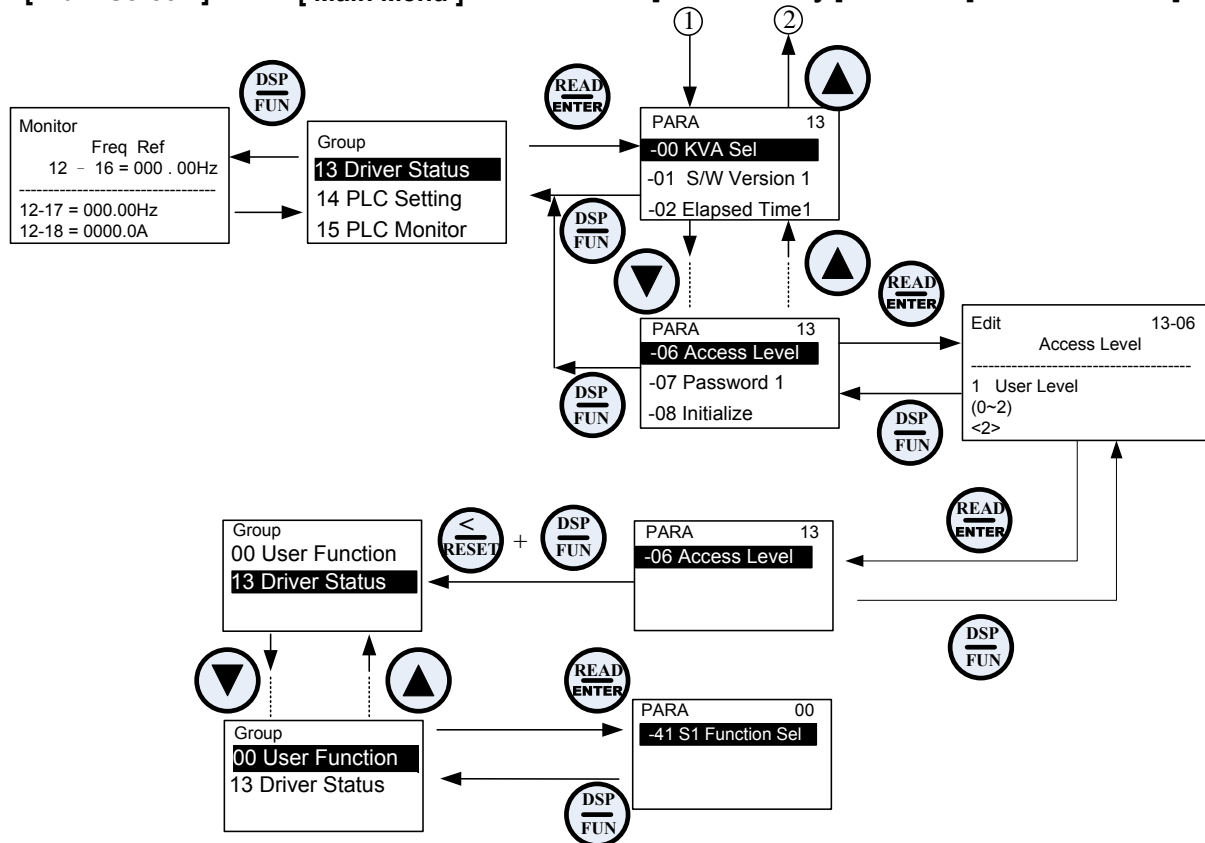 [ Main Menu ]
1
2
DSP
FUN
READ
ENTER
Monitor
Freq Ref
12 - 16 = 000 . 00Hz
12-17 = 000.00Hz
12-18 = 0000.0A
Group
13 Driver Status
14 PLC Setting
15 PLC Monitor
PARA 13
-00 KVA Sel
-01 S/W Version 1
-02 Elapsed Time1
DSP
FUN
READ
ENTER
PARA 13
-06 Access Level
-07 Password 1
-08 Initialize
DSP
FUN
Edit 13-06
Access Level
1 User Level
(0~2)
<2>
DSP
FUN
READ
ENTER
Group
00 User Function
13 Driver Status
<
RESET
+
DSP
FUN
PARA 13
-06 Access Level
DSP
FUN
READ
ENTER
Group
00 User Function
13 Driver Status
PARA 00
-41 S1 Function Sel
DSP
FUN